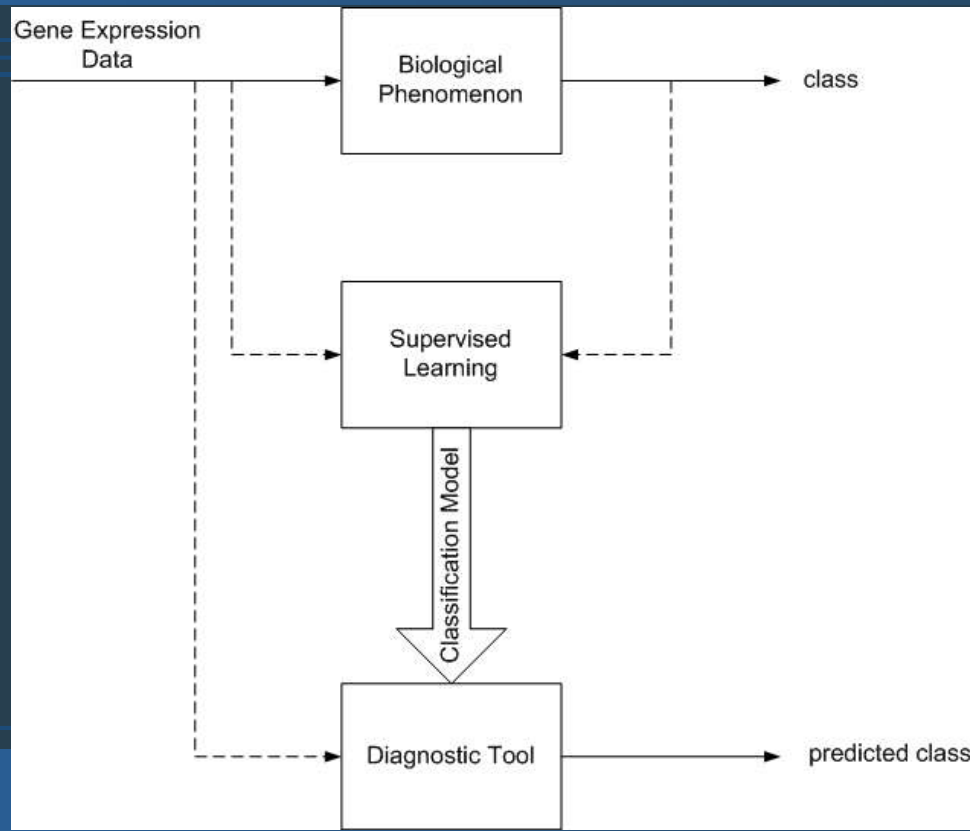 Gene Expression
Data
Biological
Phenomenon
class
Supervised
Learning
Classification Model
Diagnostic Tool
predicted class